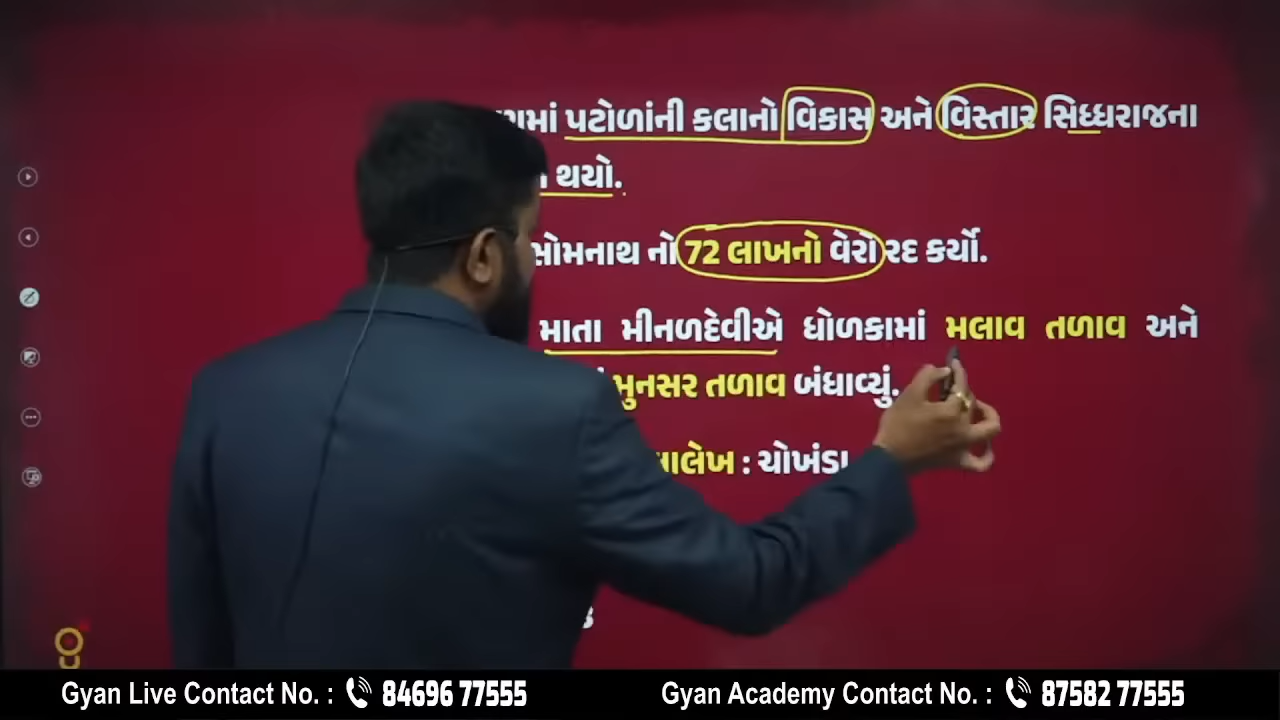 પટોળાંની કલાનો વિકાસ અને વિસ્તાર સિધ્ધરાજના
થયો.
સોમનાથ નો 72 લાખનો વેરો રદ કર્યો.
માતા મીનળદેવીએ ધોળકામાં મલાવ તળાવ અને
મુનસર તળાવ બંધાવ્યું.
: ચોખંડા
Gyan Live Contact No. : 84696 77555 Gyan Academy Contact No. : 87582 77555